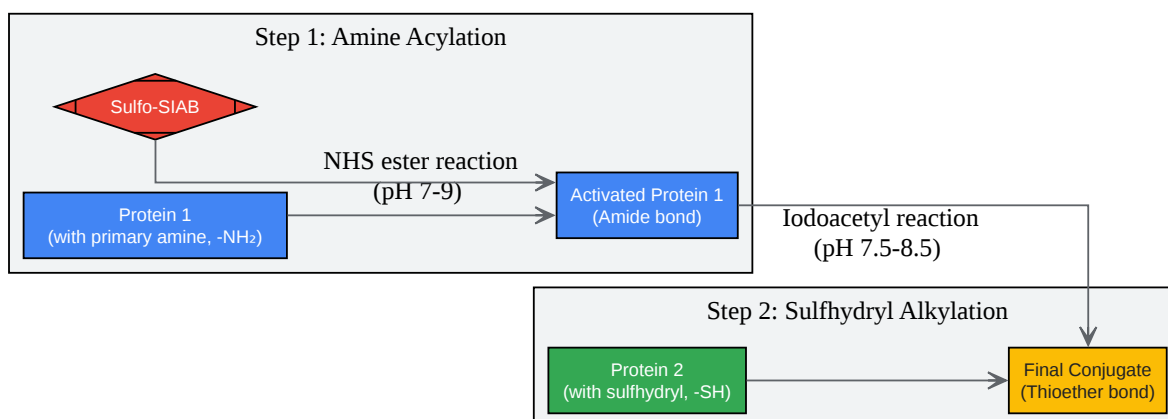 Step 1: Amine Acylation
Sulfo-SIAB
NHS ester reaction
(pH 7-9)
Protein 1
(with primary amine, -NH₂)
Activated Protein 1
(Amide bond)
Iodoacetyl reaction
(pH 7.5-8.5)
Step 2: Sulfhydryl Alkylation
Protein 2
(with sulfhydryl, -SH)
Final Conjugate
(Thioether bond)